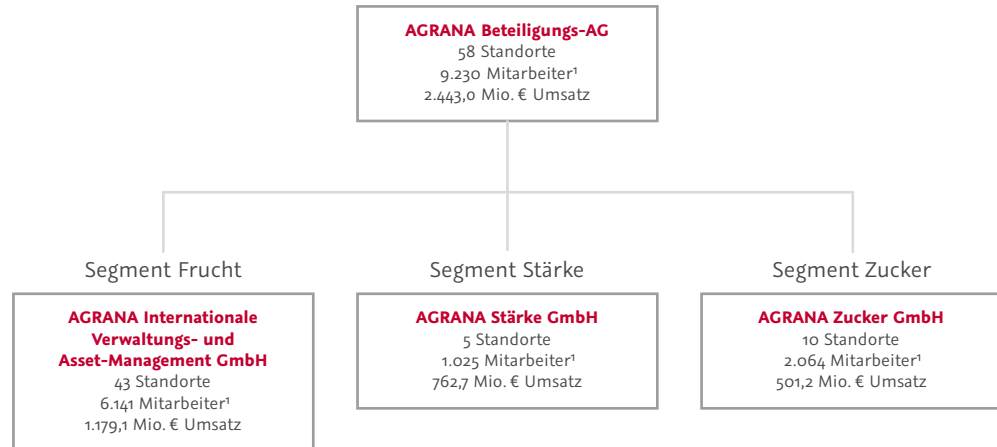 AGRANA Beteiligungs-AG
58 Standorte
9.230 Mitarbeiter¹
2.443,0 Mio. € Umsatz
Segment Frucht
AGRANA Internationale
Verwaltungs- und
Asset-Management GmbH
43 Standorte
6.141 Mitarbeiter¹
1.179,1 Mio. € Umsatz
Segment Stärke
AGRANA Stärke GmbH
5 Standorte
1.025 Mitarbeiter¹
762,7 Mio. € Umsatz
Segment Zucker
AGRANA Zucker GmbH
10 Standorte
2.064 Mitarbeiter¹
501,2 Mio. € Umsatz